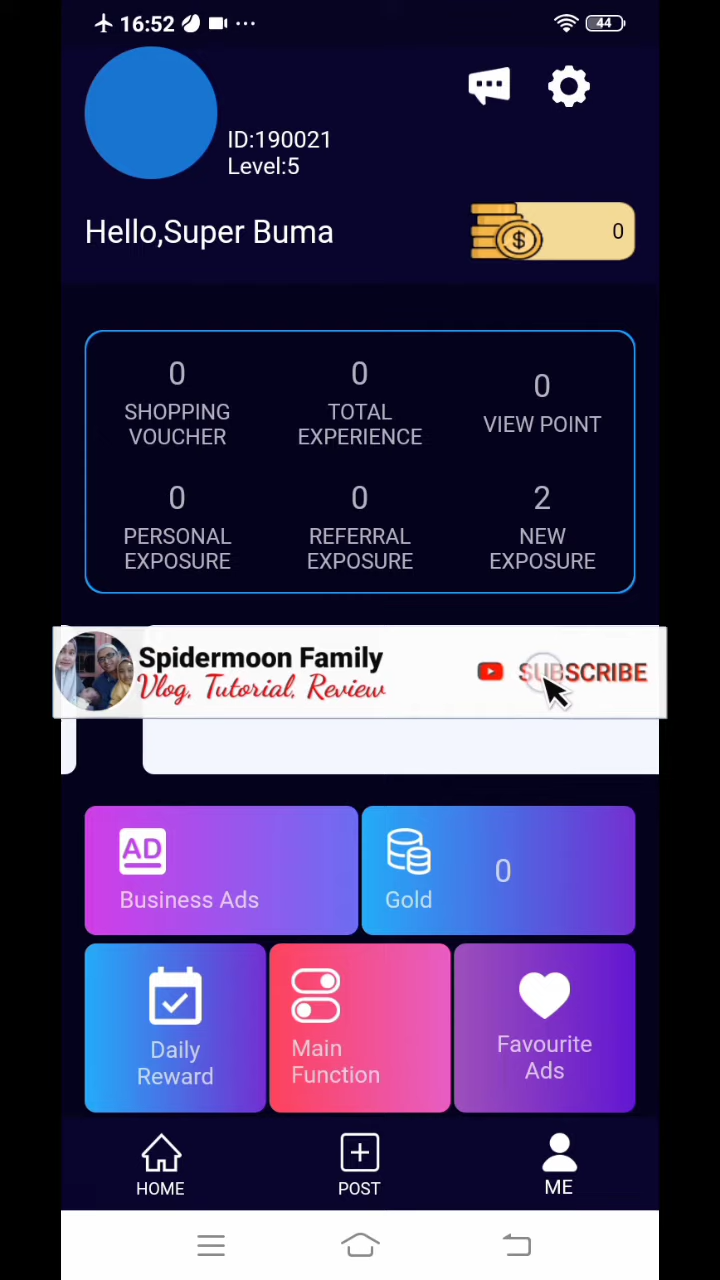 16:52
44
ID:190021
Level:5
Hello,Super Buma
$
0
0
0
0
SHOPPING
VOUCHER
TOTAL
EXPERIENCE
VIEW POINT
0
0
2
PERSONAL
EXPOSURE
REFERRAL
EXPOSURE
NEW
EXPOSURE
Spidermoon Family
Vlog, Tutorial, Review
SUBSCRIBE
AD
Business Ads
Gold
0
Daily
Reward
Main
Function
Favourite
Ads
HOME
POST
ME